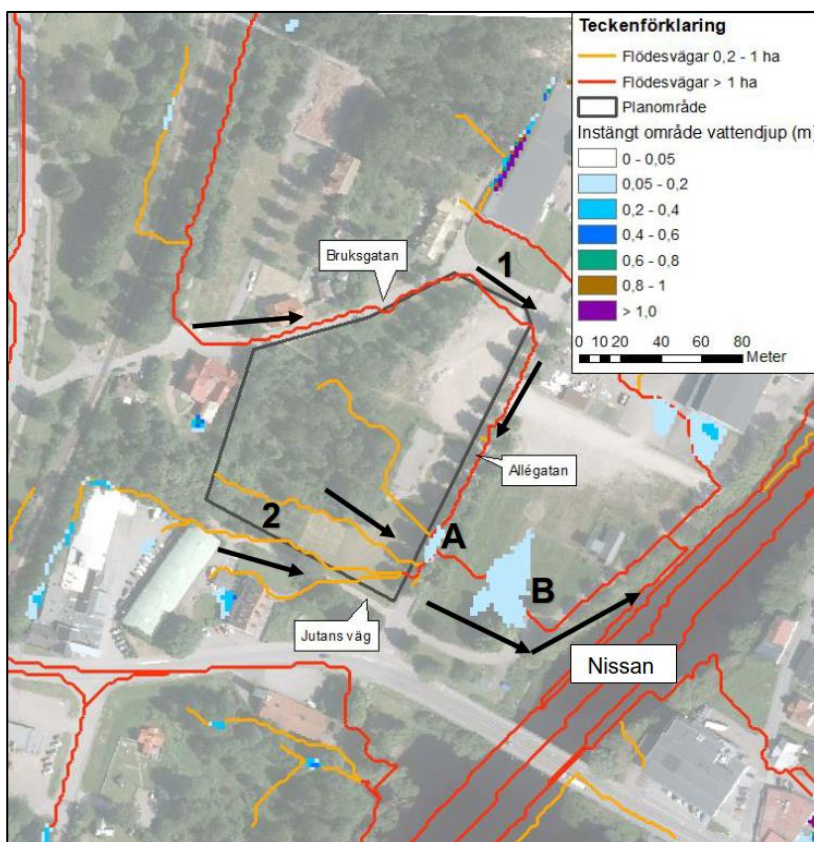 Teckenförklaring
Flödesvägar 0,2 - 1 ha
Flödesvägar > 1 ha
Planområde
Instängt område vattendjup (m)
0 - 0,05
0,05 - 0,2
0,2 - 0,4
0,4 - 0,6
0,6 - 0,8
0,8 - 1
> 1,0
0 10 20 40 60 80
Meter
Bruksgatan
1
Allégatan
2
A
B
Jutans väg
Nissan